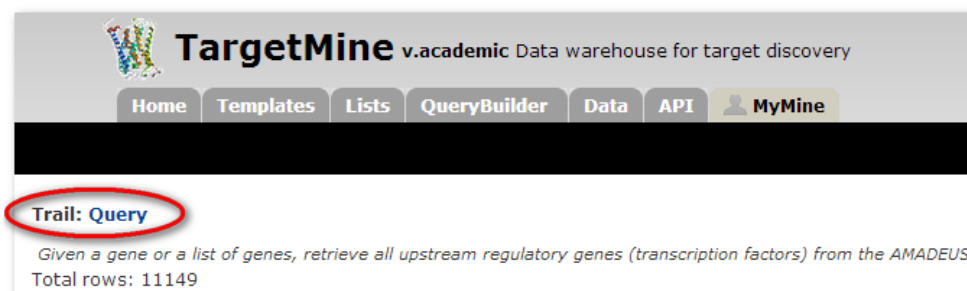 TargetMine v.academic Data warehouse for target discovery
Home Templates Lists QueryBuilder Data API MyMine
Trail: Query
Given a gene or a list of genes, retrieve all upstream regulatory genes (transcription factors) from the AMADEUS
Total rows: 11149